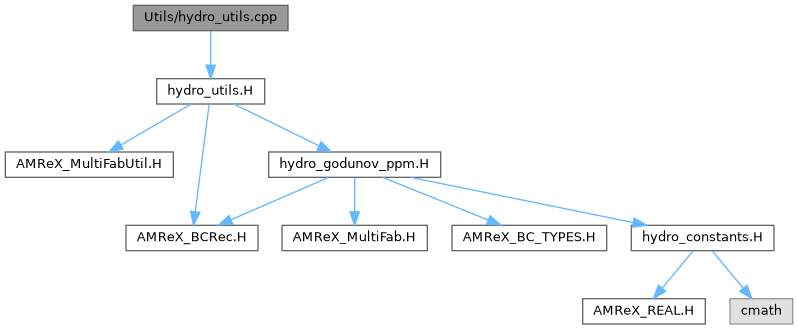 Utils/hydro_utils.cpp
hydro_utils.H
AMReX_MultiFabUtil.H
hydro_godunov_ppm.H
AMReX_BCRec.H
AMReX_MultiFab.H
AMReX_BC_TYPES.H
hydro_constants.H
AMReX_REAL.H
cmath